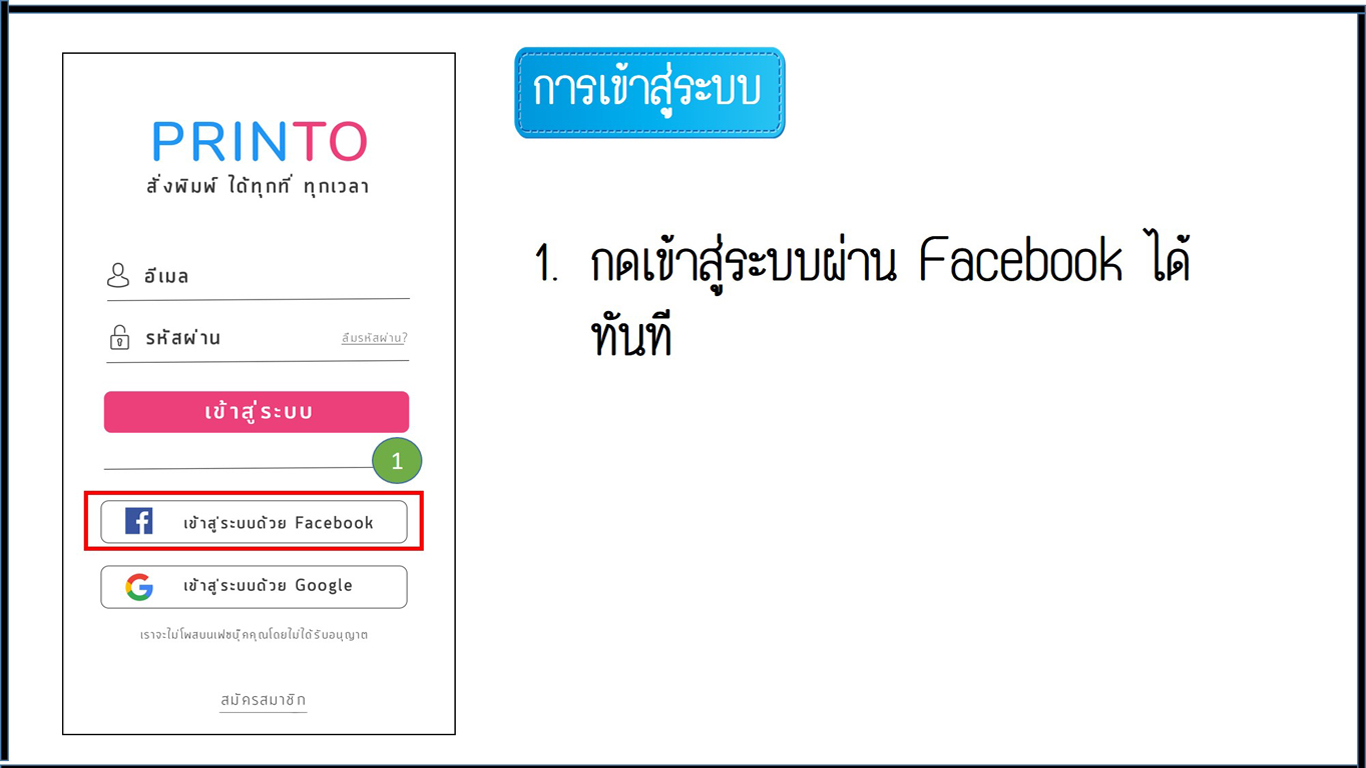 PRINTO
สั่งพิมพ์ ได้ทุกที่ ทุกเวลา
อีเมล
รหัสผ่าน
ลืมรหัสผ่าน?
เข้าสู่ระบบ
1
เข้าสู่ระบบด้วย Facebook
เข้าสู่ระบบด้วย Google
เราจะไม่โพสบนเฟซบุ๊คคุณโดยไม่ได้รับอนุญาต
สมัครสมาชิก
การเข้าสู่ระบบ
1. กดเข้าสู่ระบบผ่าน Facebook ได้
ทันที